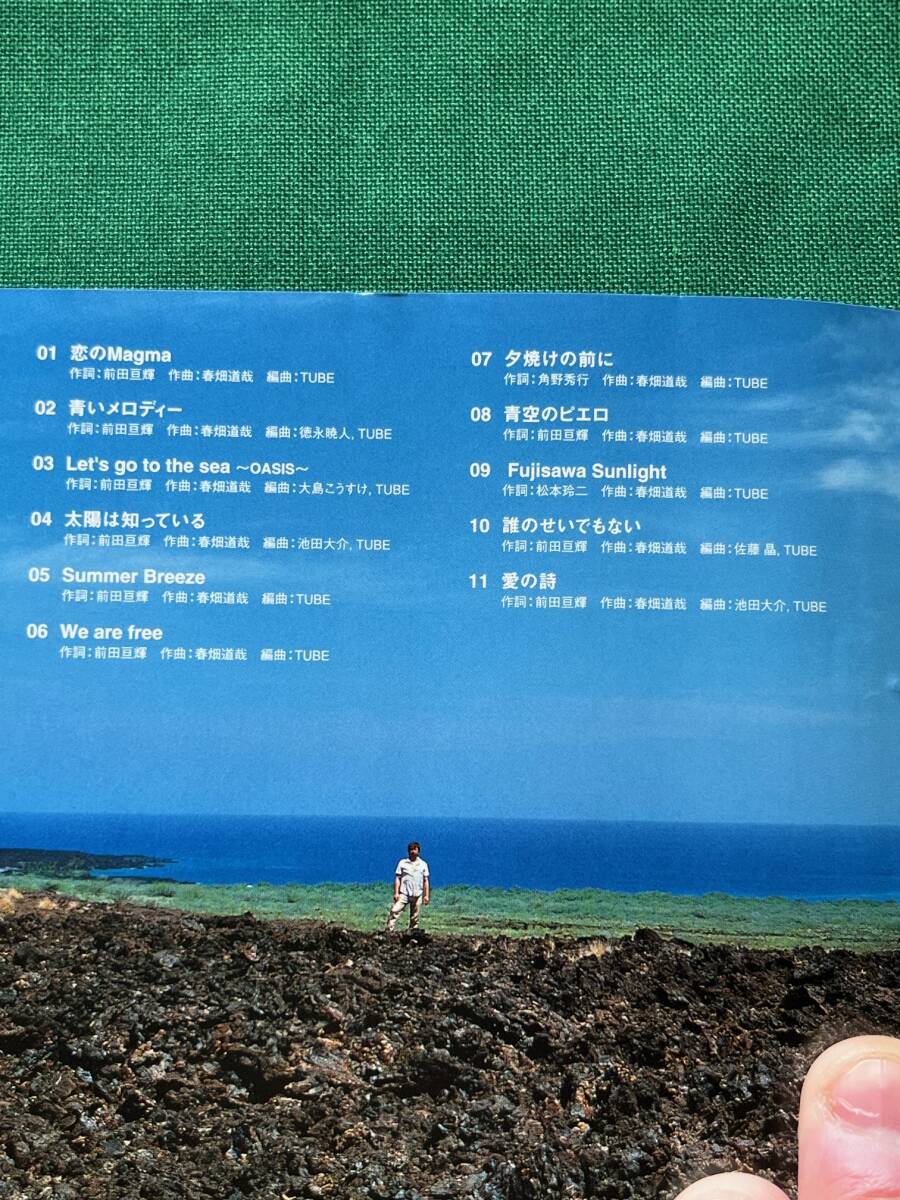 01 恋のMagma
作詞：前田亘輝　作曲：春畑道哉　編曲：TUBE
02 青いメロディー
作詞：前田亘輝　作曲：春畑道哉　編曲：徳永暁人, TUBE
03 Let's go to the sea 〜OASIS〜
作詞：前田亘輝　作曲：春畑道哉　編曲：大島こうすけ, TUBE
04 太陽は知っている
作詞：前田亘輝　作曲：春畑道哉　編曲：池田大介, TUBE
05 Summer Breeze
作詞：前田亘輝　作曲：春畑道哉　編曲：TUBE
06 We are free
作詞：前田亘輝　作曲：春畑道哉　編曲：TUBE
07 夕焼けの前に
作詞：角野秀行　作曲：春畑道哉　編曲：TUBE
08 青空のピエロ
作詞：前田亘輝　作曲：春畑道哉　編曲：TUBE
09 Fujisawa Sunlight
作詞：松本玲二　作曲：春畑道哉　編曲：TUBE
10 誰のせいでもない
作詞：前田亘輝　作曲：春畑道哉　編曲：佐藤 晶, TUBE
11 愛の詩
作詞：前田亘輝　作曲：春畑道哉　編曲：池田大介, TUBE